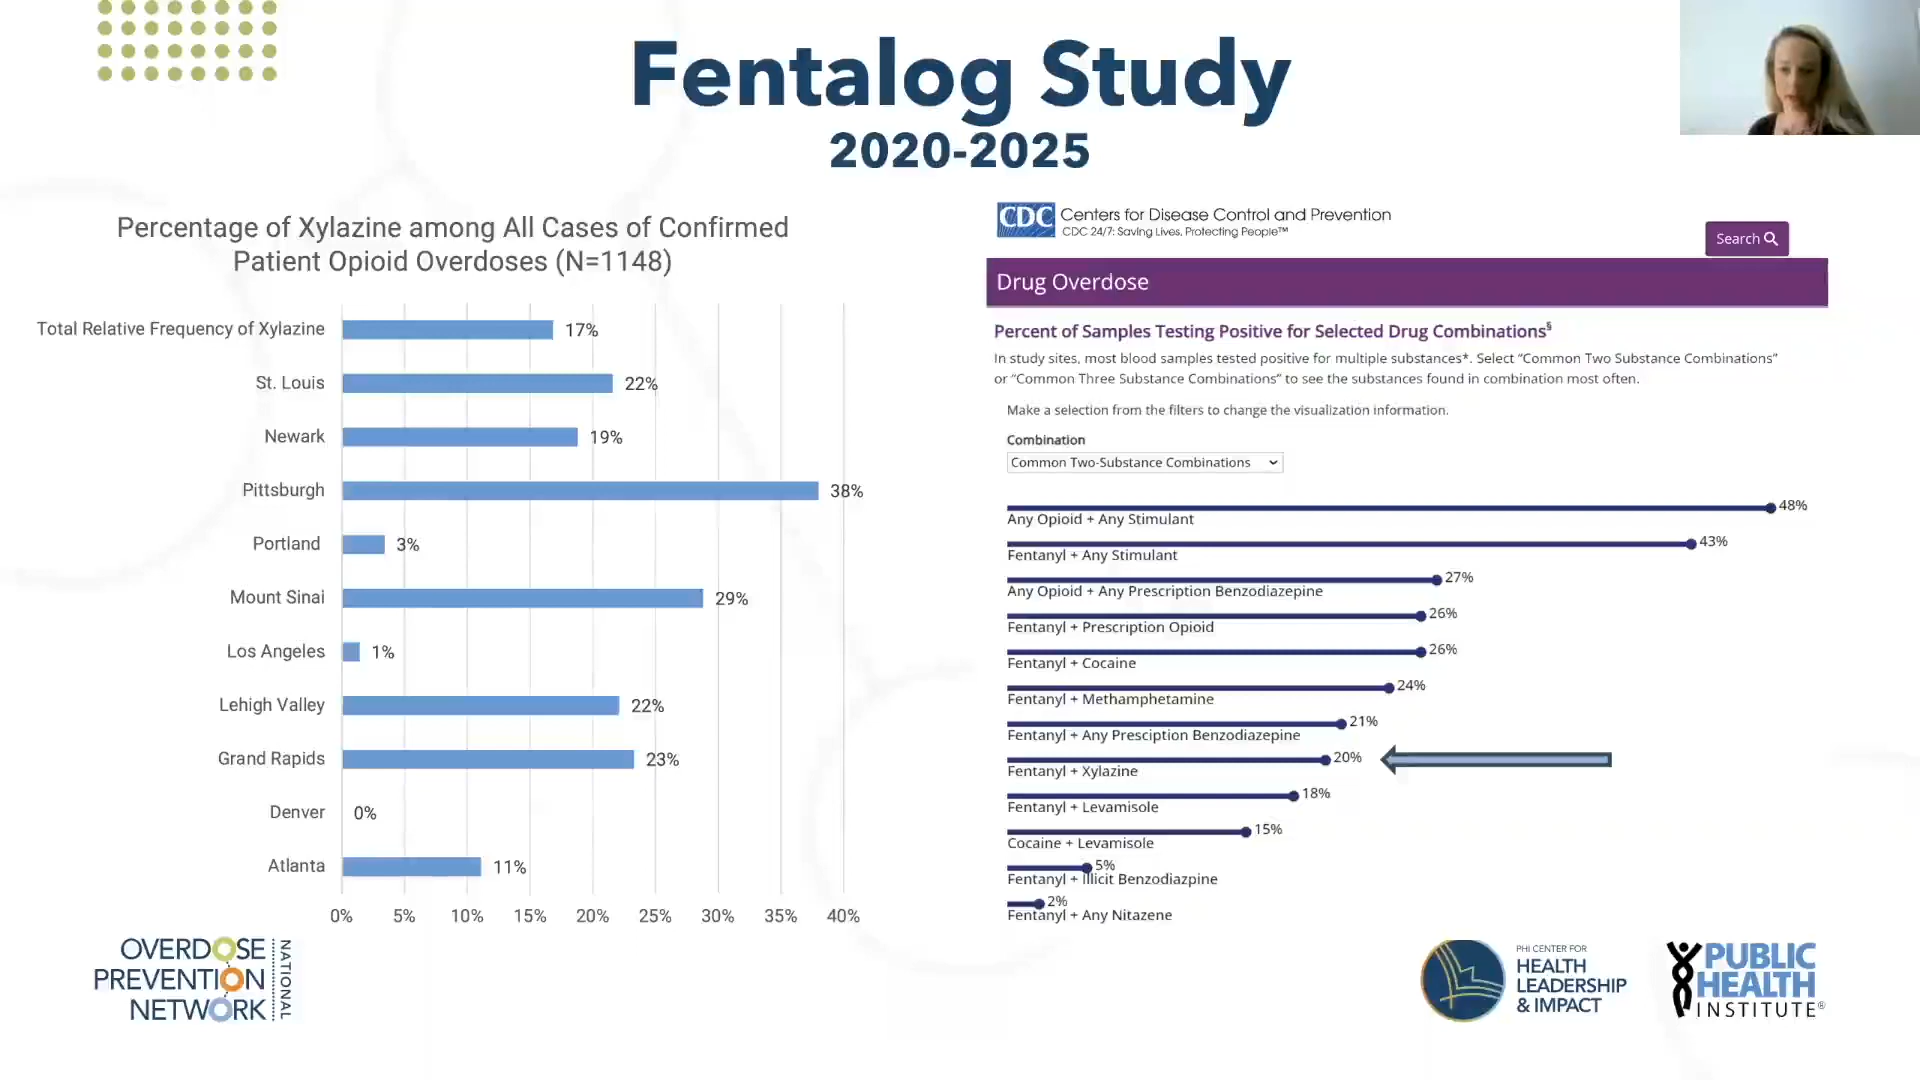 Fentalog Study
2020-2025
Percentage of Xylazine among All Cases of Confirmed
Patient Opioid Overdoses (N=1148)
Total Relative Frequency of Xylazine 17%
St. Louis 22%
Newark 19%
Pittsburgh 38%
Portland 3%
Mount Sinai 29%
Los Angeles 1%
Lehigh Valley 22%
Grand Rapids 23%
Denver 0%
Atlanta 11%
0% 5% 10% 15% 20% 25% 30% 35% 40%
CDC Centers for Disease Control and Prevention
CDC 24/7: Saving Lives, Protecting People™
Search
Drug Overdose
Percent of Samples Testing Positive for Selected Drug Combinations§
In study sites, most blood samples tested positive for multiple substances*. Select “Common Two Substance Combinations”
or “Common Three Substance Combinations” to see the substances found in combination most often.
Make a selection from the filters to change the visualization information.
Combination
Common Two-Substance Combinations
48%
Any Opioid + Any Stimulant
43%
Fentanyl + Any Stimulant
27%
Any Opioid + Any Prescription Benzodiazepine
26%
Fentanyl + Prescription Opioid
26%
Fentanyl + Cocaine
24%
Fentanyl + Methamphetamine
21%
Fentanyl + Any Presciption Benzodiazepine
20%
Fentanyl + Xylazine
18%
Fentanyl + Levamisole
15%
Cocaine + Levamisole
5%
Fentanyl + Illicit Benzodiazpine
2%
Fentanyl + Any Nitazene
OVERDOSE
PREVENTION
NETWORK
NATIONAL
PHI CENTER FOR
HEALTH
LEADERSHIP
& IMPACT
PUBLIC
HEALTH
INSTITUTE®